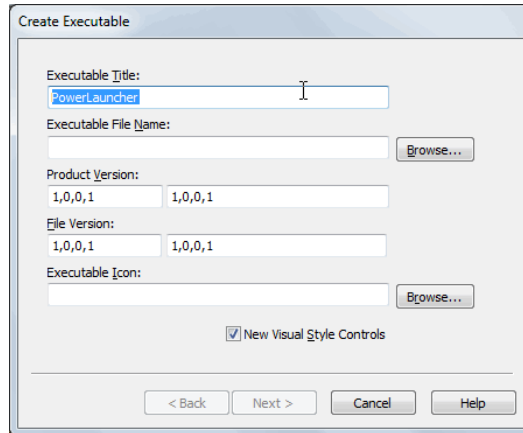 Create Executable
Executable Title:
PowerLauncher
Executable File Name:
Browse...
Product Version:
1,0,0,1 1,0,0,1
File Version:
1,0,0,1 1,0,0,1
Executable Icon:
Browse...
New Visual Style Controls
< Back Next > Cancel Help